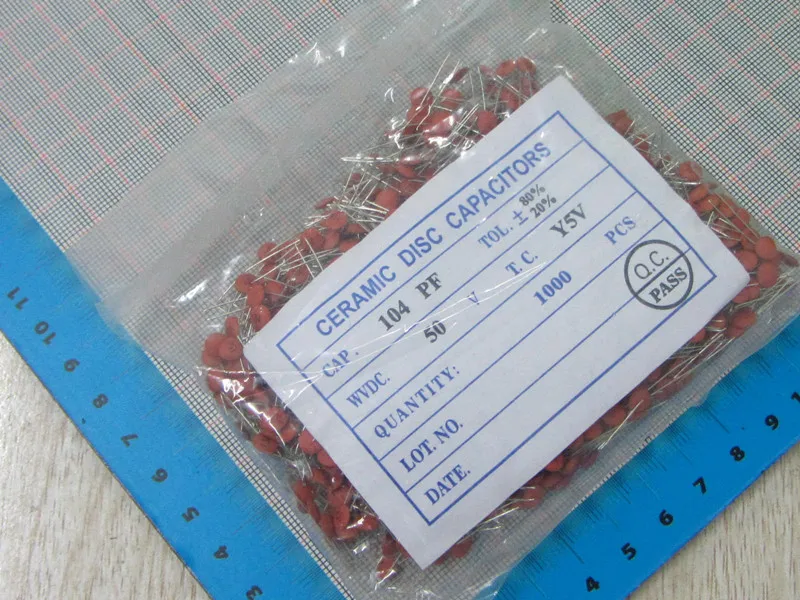 CERAMIC DISC CAPACITORS
CAP. 104 PF TOL. ± 80% 20%
WVDC. 50 V T.C. Y5V
QUANTITY: 1000 PCS
LOT. NO.
DATE.
Q.C.
PASS
11
10
9
8
7
6
5
4
3
4
5
6
7
8
9
1